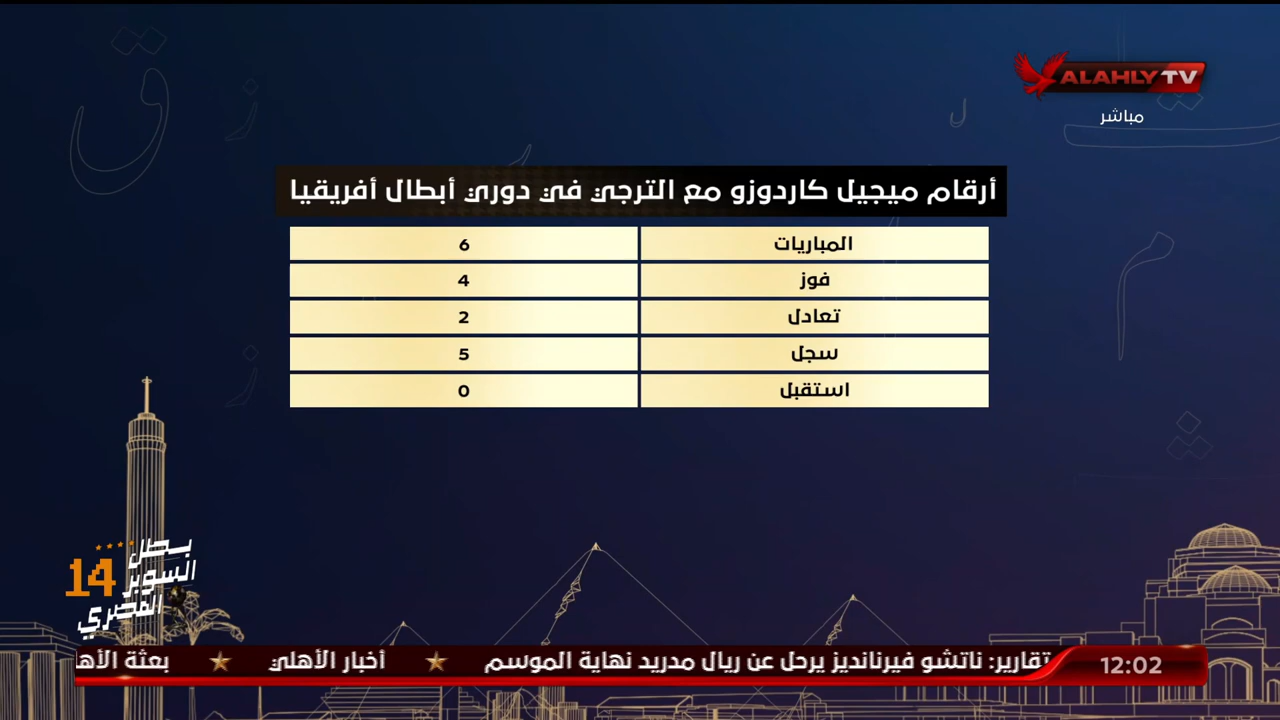 ALAHLY TV
مباشر
أرقام ميجيل كاردوزو مع الترجي في دوري أبطال أفريقيا
المباريات 6
فوز 4
تعادل 2
سجل 5
استقبل 0
بطل
السوبر 14
المصري
تقارير: ناتشو فيرنانديز يرحل عن ريال مدريد نهاية الموسم ★ أخبار الأهلي ★ بعثة الأه
12:02
ق
ز
ل
م
ز